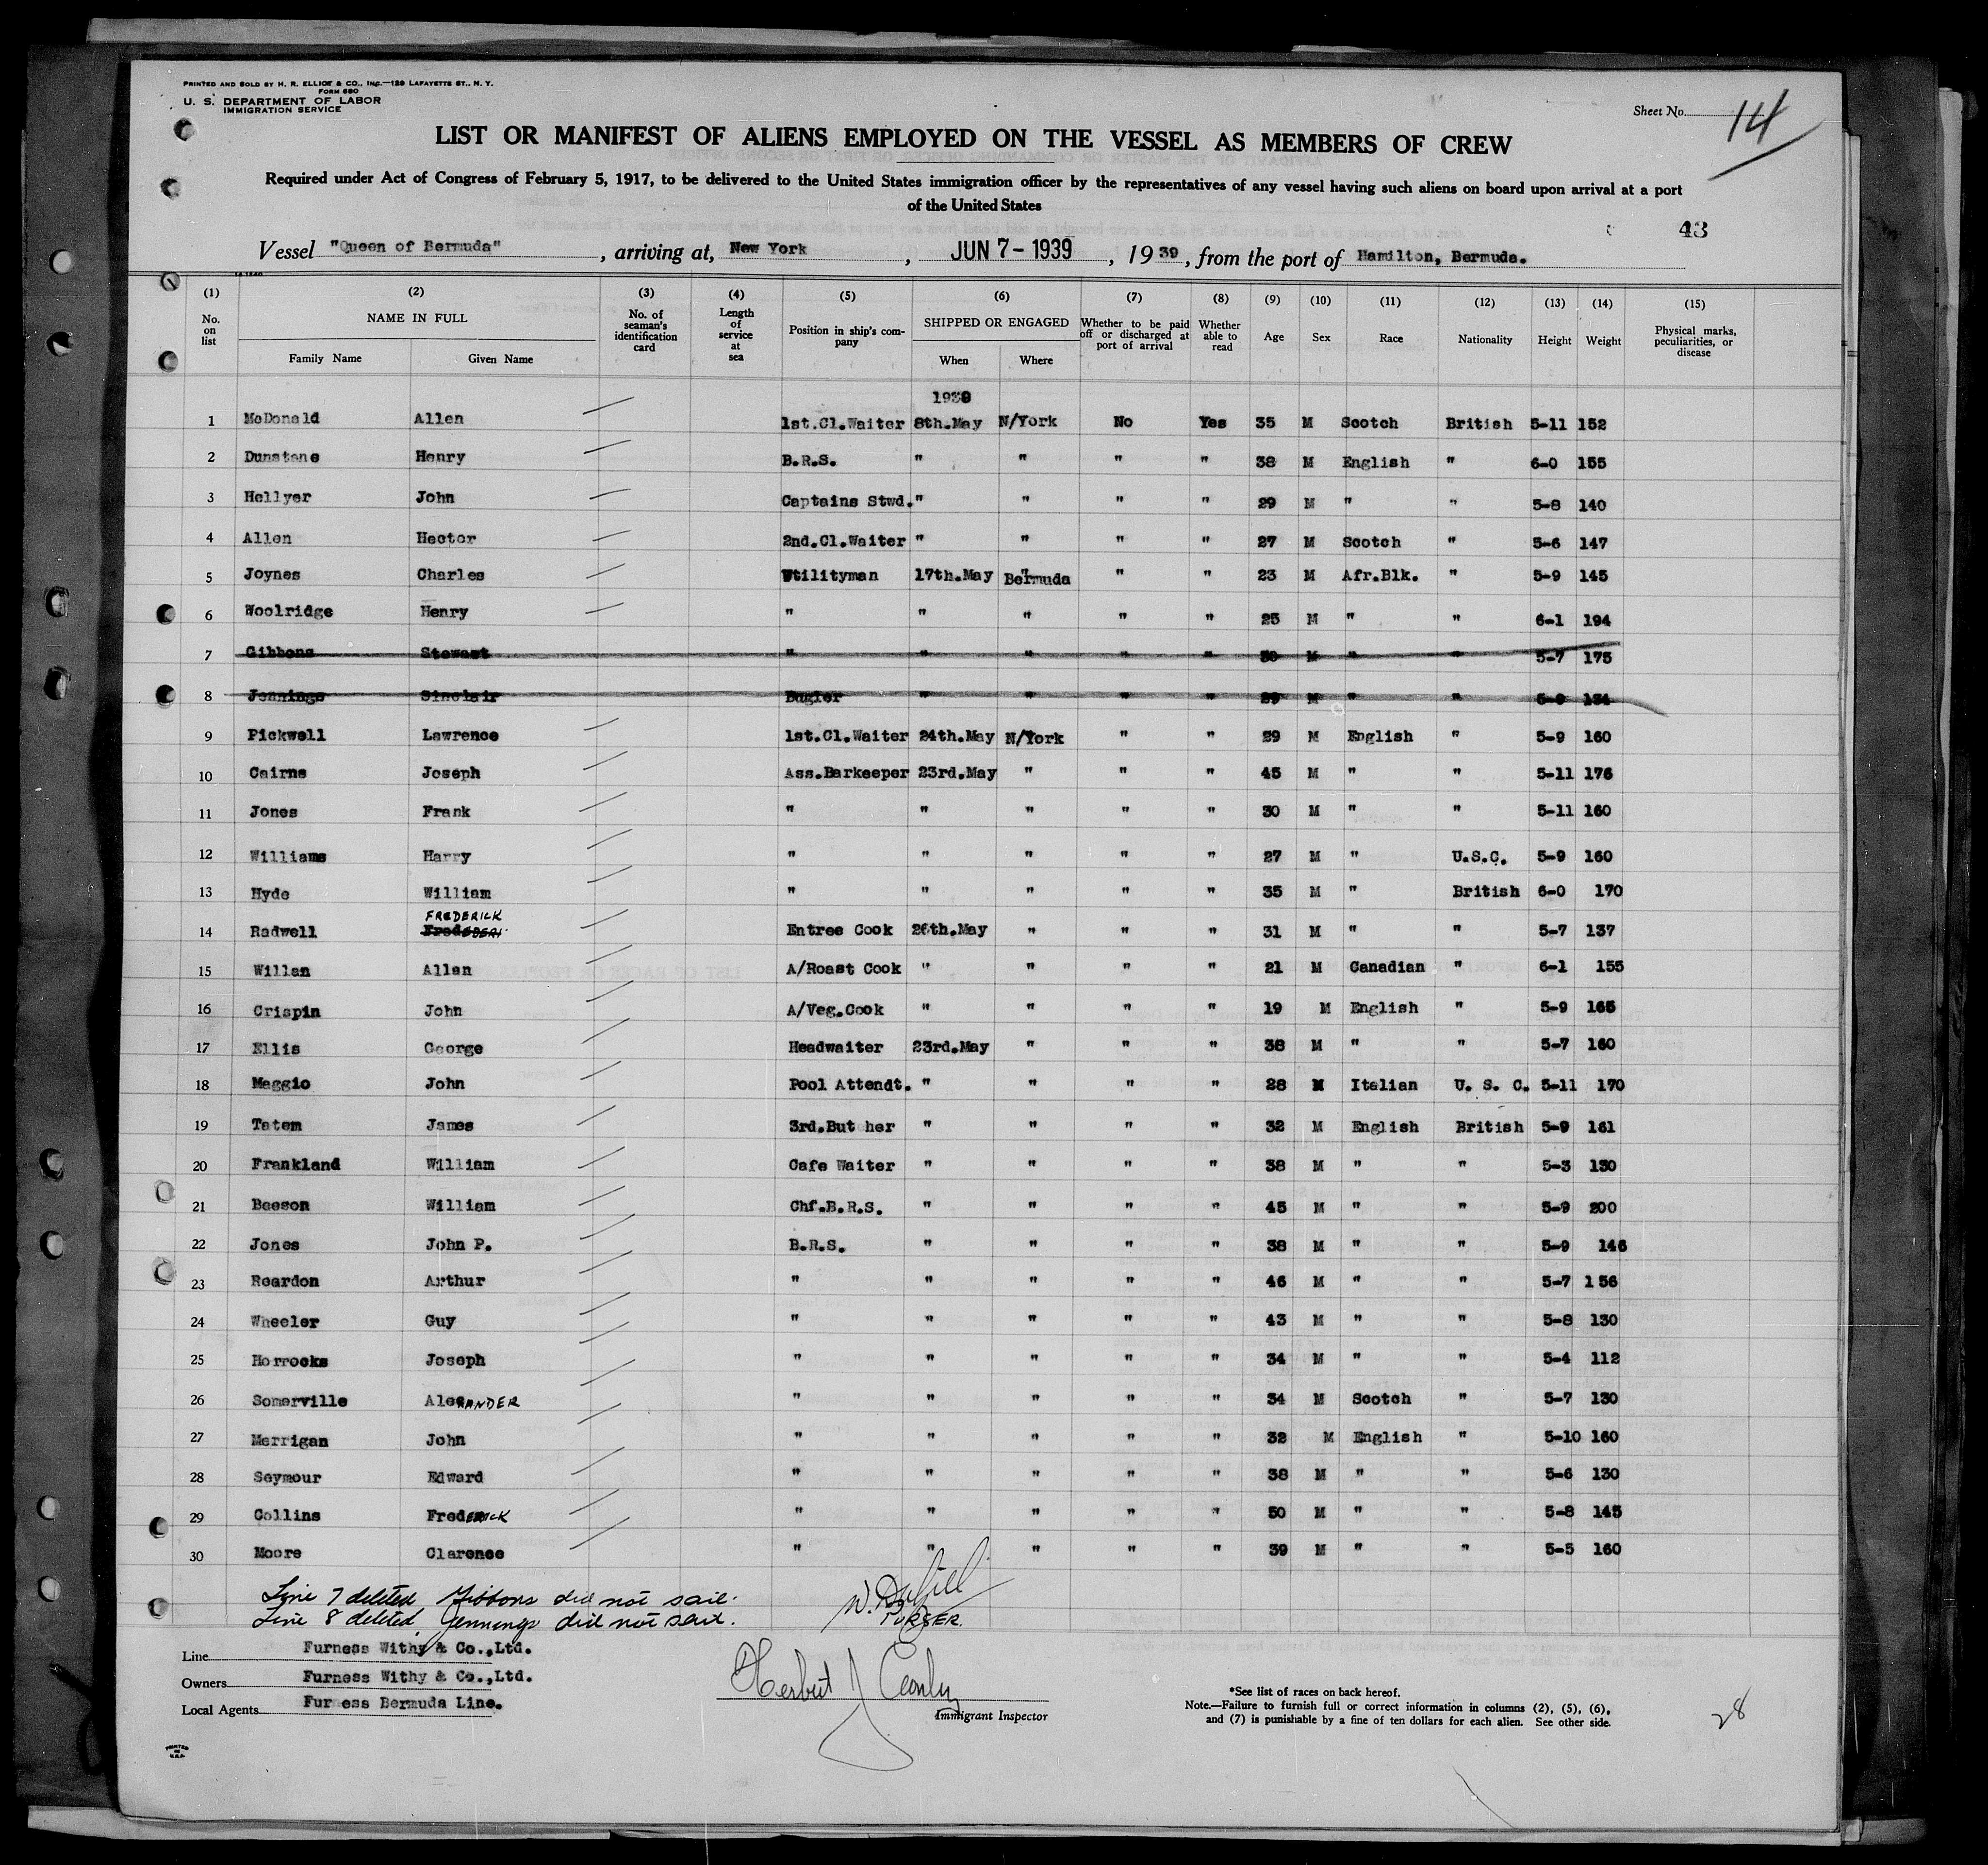 PRINTED AND SOLD BY H. R. ELLIOT & CO., INC.—129 LAFAYETTE ST., N. Y.
FORM 680
U. S. DEPARTMENT OF LABOR
IMMIGRATION SERVICE
Sheet No. 14
LIST OR MANIFEST OF ALIENS EMPLOYED ON THE VESSEL AS MEMBERS OF CREW
Required under Act of Congress of February 5, 1917, to be delivered to the United States immigration officer by the representatives of any vessel having such aliens on board upon arrival at a port
of the United States
43
Vessel "Queen of Bermuda", arriving at, New York, JUN 7 - 1939, 1939, from the port of Hamilton, Bermuda.
(1) (2) (3) (4) (5) (6) (7) (8) (9) (10) (11) (12) (13) (14) (15)
No. on list NAME IN FULL Family Name Given Name No. of seaman's identification card Length of service at sea Position in ship's company SHIPPED OR ENGAGED When Where Whether to be paid off or discharged at port of arrival Whether able to read Age Sex Race Nationality Height Weight Physical marks, peculiarities, or disease
1939
1 McDonald Allen 1st.Cl.Waiter 8th.May N/York No Yes 35 M Scotch British 5-11 152
2 Dunstone Henry B.R.S. " " " " 38 M English " 6-0 155
3 Hellyer John Captains Stwd. " " " " 29 M " " 5-8 140
4 Allen Hector 2nd.Cl.Waiter " " " " 27 M Scotch " 5-6 147
5 Joynes Charles Utilityman 17th.May Bermuda " " 23 M Afr.Blk. " 5-9 145
6 Woolridge Henry " " " " " 25 M " " 6-1 194
7 Gibbons Stewart " " " " " 30 M " " 5-7 175
8 Jennings Sinclair Bugler " " " " 29 M " " 5-9 134
9 Pickwell Lawrence 1st.Cl.Waiter 24th.May N/York " " 29 M English " 5-9 160
10 Cairns Joseph Ass.Barkeeper 23rd.May " " " 45 M " " 5-11 176
11 Jones Frank " " " " " 30 M " " 5-11 160
12 Williams Harry " " " " " 27 M " U.S.C. 5-9 160
13 Hyde William " " " " " 35 M " British 6-0 170
FREDERICK
14 Radwell Entree Cook 26th.May " " " 31 M " " 5-7 137
15 Willan Allan A/Roast Cook " " " " 21 M Canadian " 6-1 155
16 Crispin John A/Veg.Cook " " " " 19 M English " 5-9 165
17 Ellis George Headwaiter 23rd.May " " " 38 M " " 5-7 160
18 Maggio John Pool Attendt. " " " " 28 M Italian U. S. C. 5-11 170
19 Tatem James 3rd.But cher " " " " 32 M English British 5-9 161
20 Frankland William Cafe Waiter " " " " 38 M " " 5-3 130
21 Beeson William Chf.B.R.S. " " " " 45 M " " 5-9 200
22 Jones John P. B.R.S. " " " " 38 M " " 5-9 146
23 Reardon Arthur " " " " " 46 M " " 5-7 156
24 Wheeler Guy " " " " " 43 M " " 5-8 130
25 Horrocks Joseph " " " " " 34 M " " 5-4 112
26 Somerville AlexANDER " " " " " 34 M Scotch " 5-7 130
27 Merrigan John " " " " " 32 M English " 5-10 160
28 Seymour Edward " " " " " 38 M " " 5-6 130
29 Collins FredERICK " " " " " 50 M " " 5-8 145
30 Moore Clarence " " " " " 39 M " " 5-5 160
Line 7 deleted, Gibbons did not sail.
Line 8 deleted, Jennings did not sail.
PURSER.
Line Furness Withy & Co.,Ltd.
Owners Furness Withy & Co.,Ltd.
Local Agents Furness Bermuda Line.
Herbert J
Immigrant Inspector
*See list of races on back hereof.
Note.—Failure to furnish full or correct information in columns (2), (5), (6),
and (7) is punishable by a fine of ten dollars for each alien. See other side.
28
PRINTED IN U.S.A.